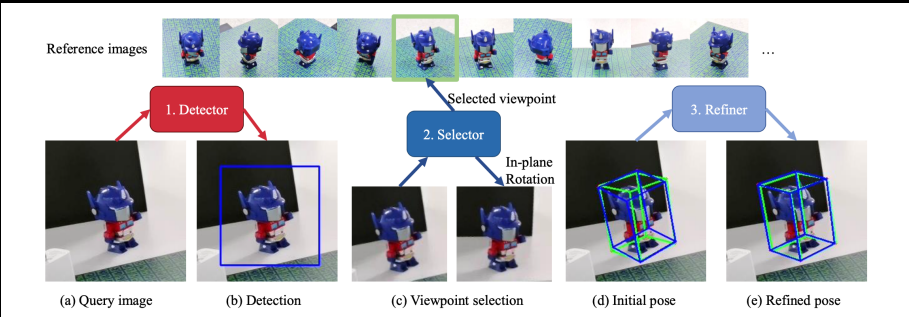 Reference images
...
1. Detector
Selected viewpoint
3. Refiner
2. Selector
In-plane
Rotation
(a) Query image
(b) Detection
(c) Viewpoint selection
(d) Initial pose
(e) Refined pose